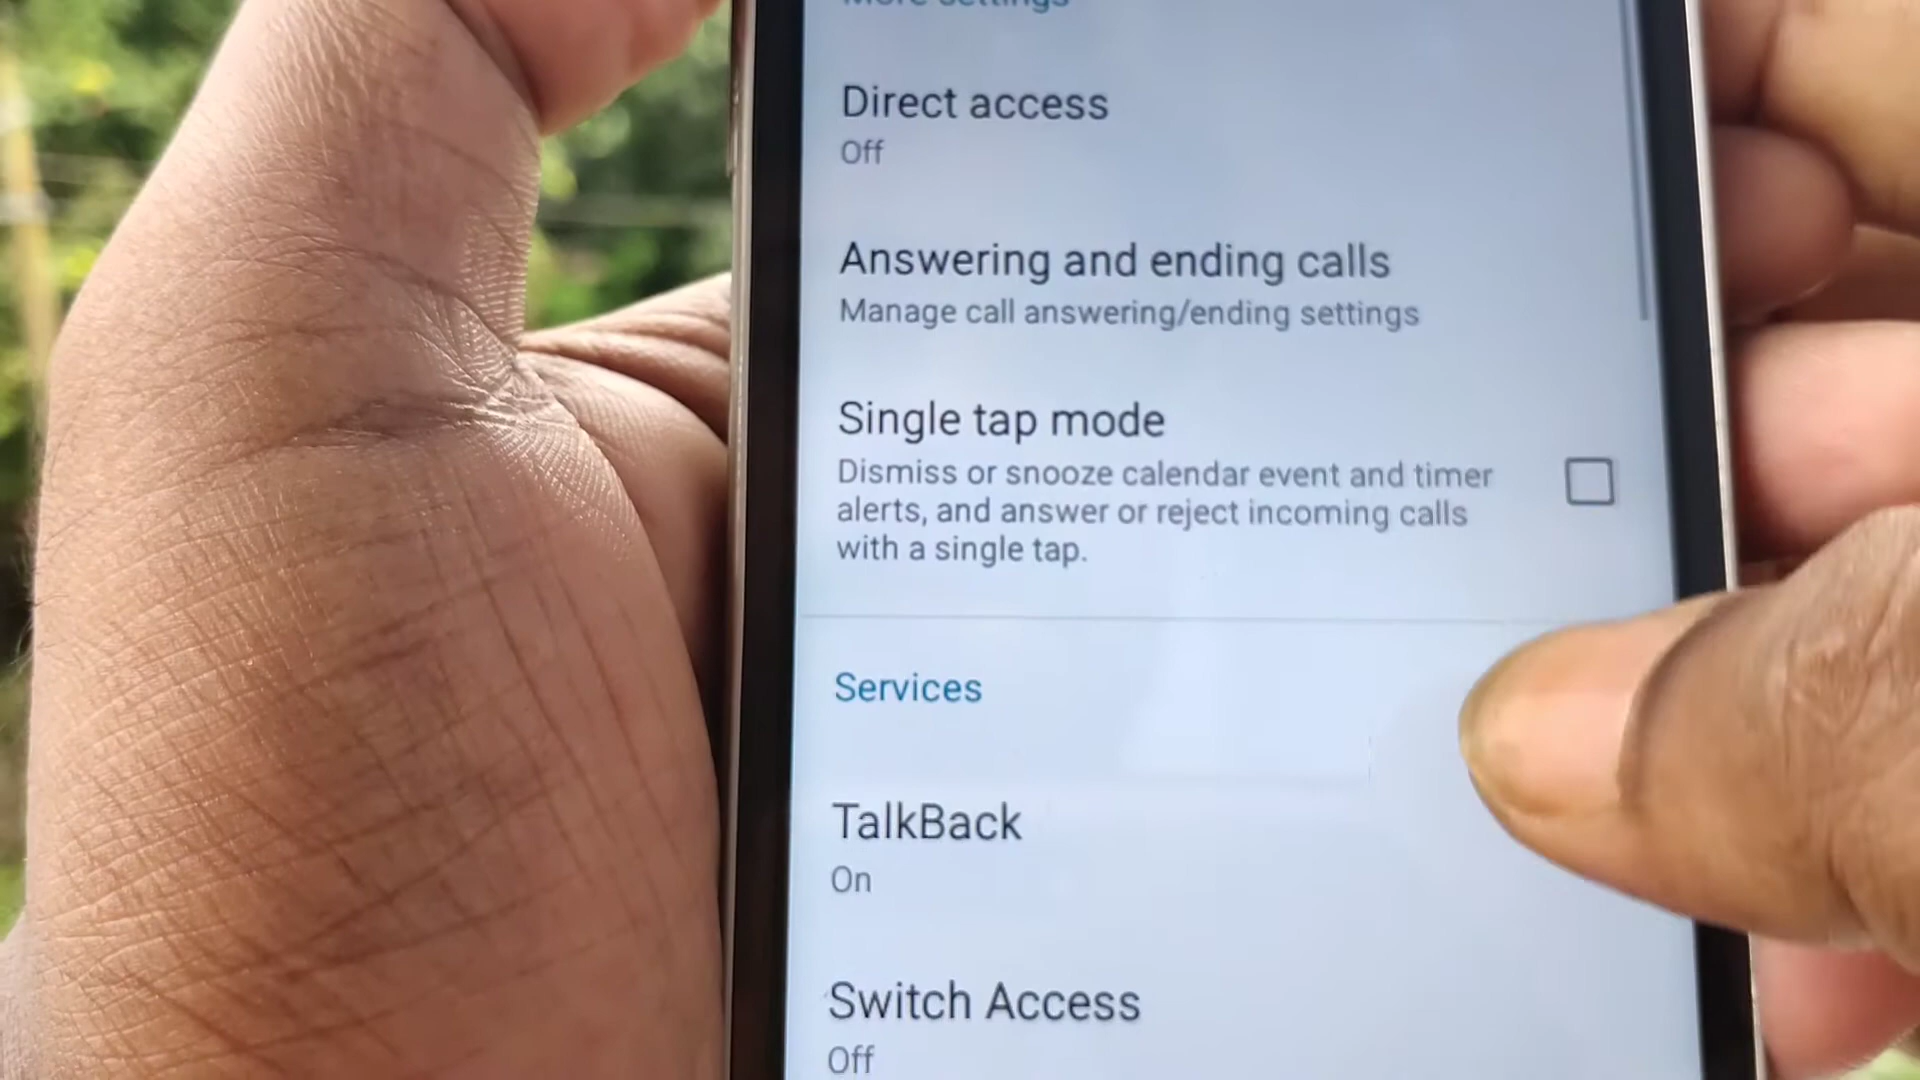 More settings
Direct access
Off
Answering and ending calls
Manage call answering/ending settings
Single tap mode
Dismiss or snooze calendar event and timer
alerts, and answer or reject incoming calls
with a single tap.
Services
TalkBack
On
Switch Access
Off